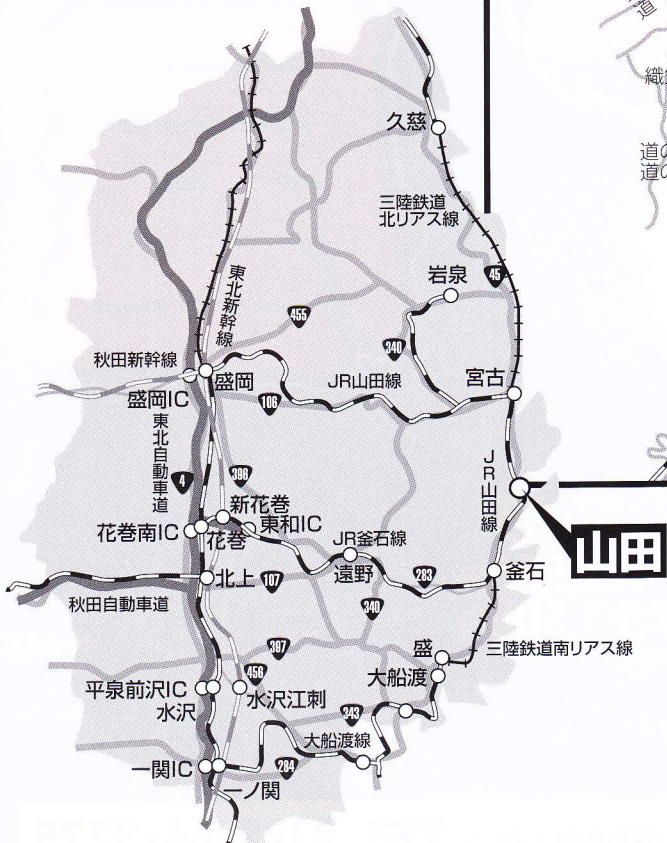 道
織
道の
道の
久慈
三陸鉄道
北リアス線
45
岩泉
東北新幹線
455
340
秋田新幹線
盛岡
JR山田線
宮古
盛岡IC
106
東北自動車道
JR山田線
4
396
新花巻
東和IC
花巻南IC
花巻
JR釜石線
山田
遠野
283
釜石
北上
107
秋田自動車道
340
397
盛
三陸鉄道南リアス線
456
大船渡
平泉前沢IC
水沢江刺
水沢
343
大船渡線
一関IC
284
一ノ関